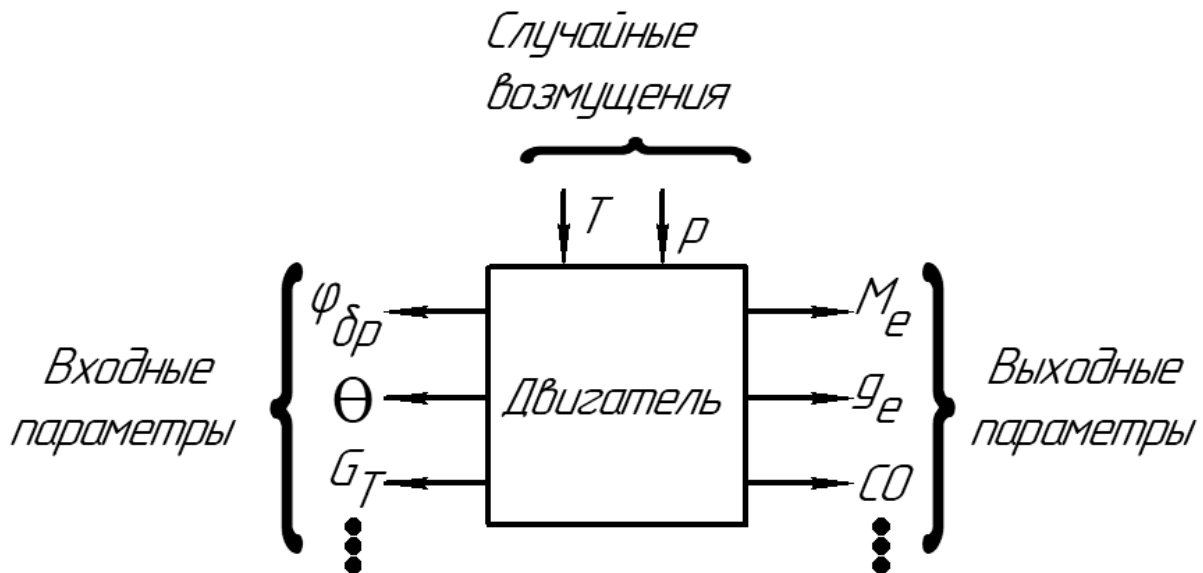 Случайные
возмущения
T
p
φбр
Me
Входные
параметры
Θ
Двигатель
ge
Выходные
параметры
GT
CO